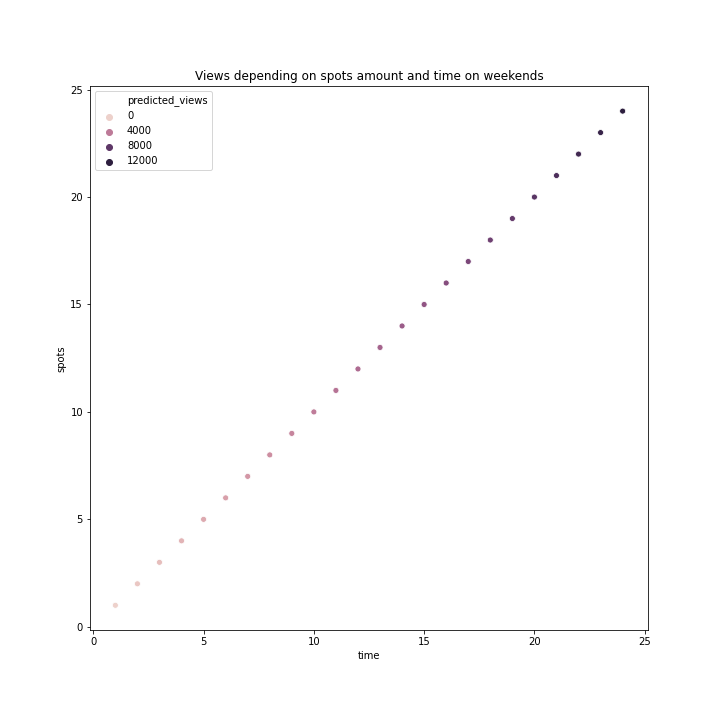 Views depending on spots amount and time on weekends
predicted_views
0
4000
8000
12000
25
20
15
10
5
0
spots
0 5 10 15 20 25
time